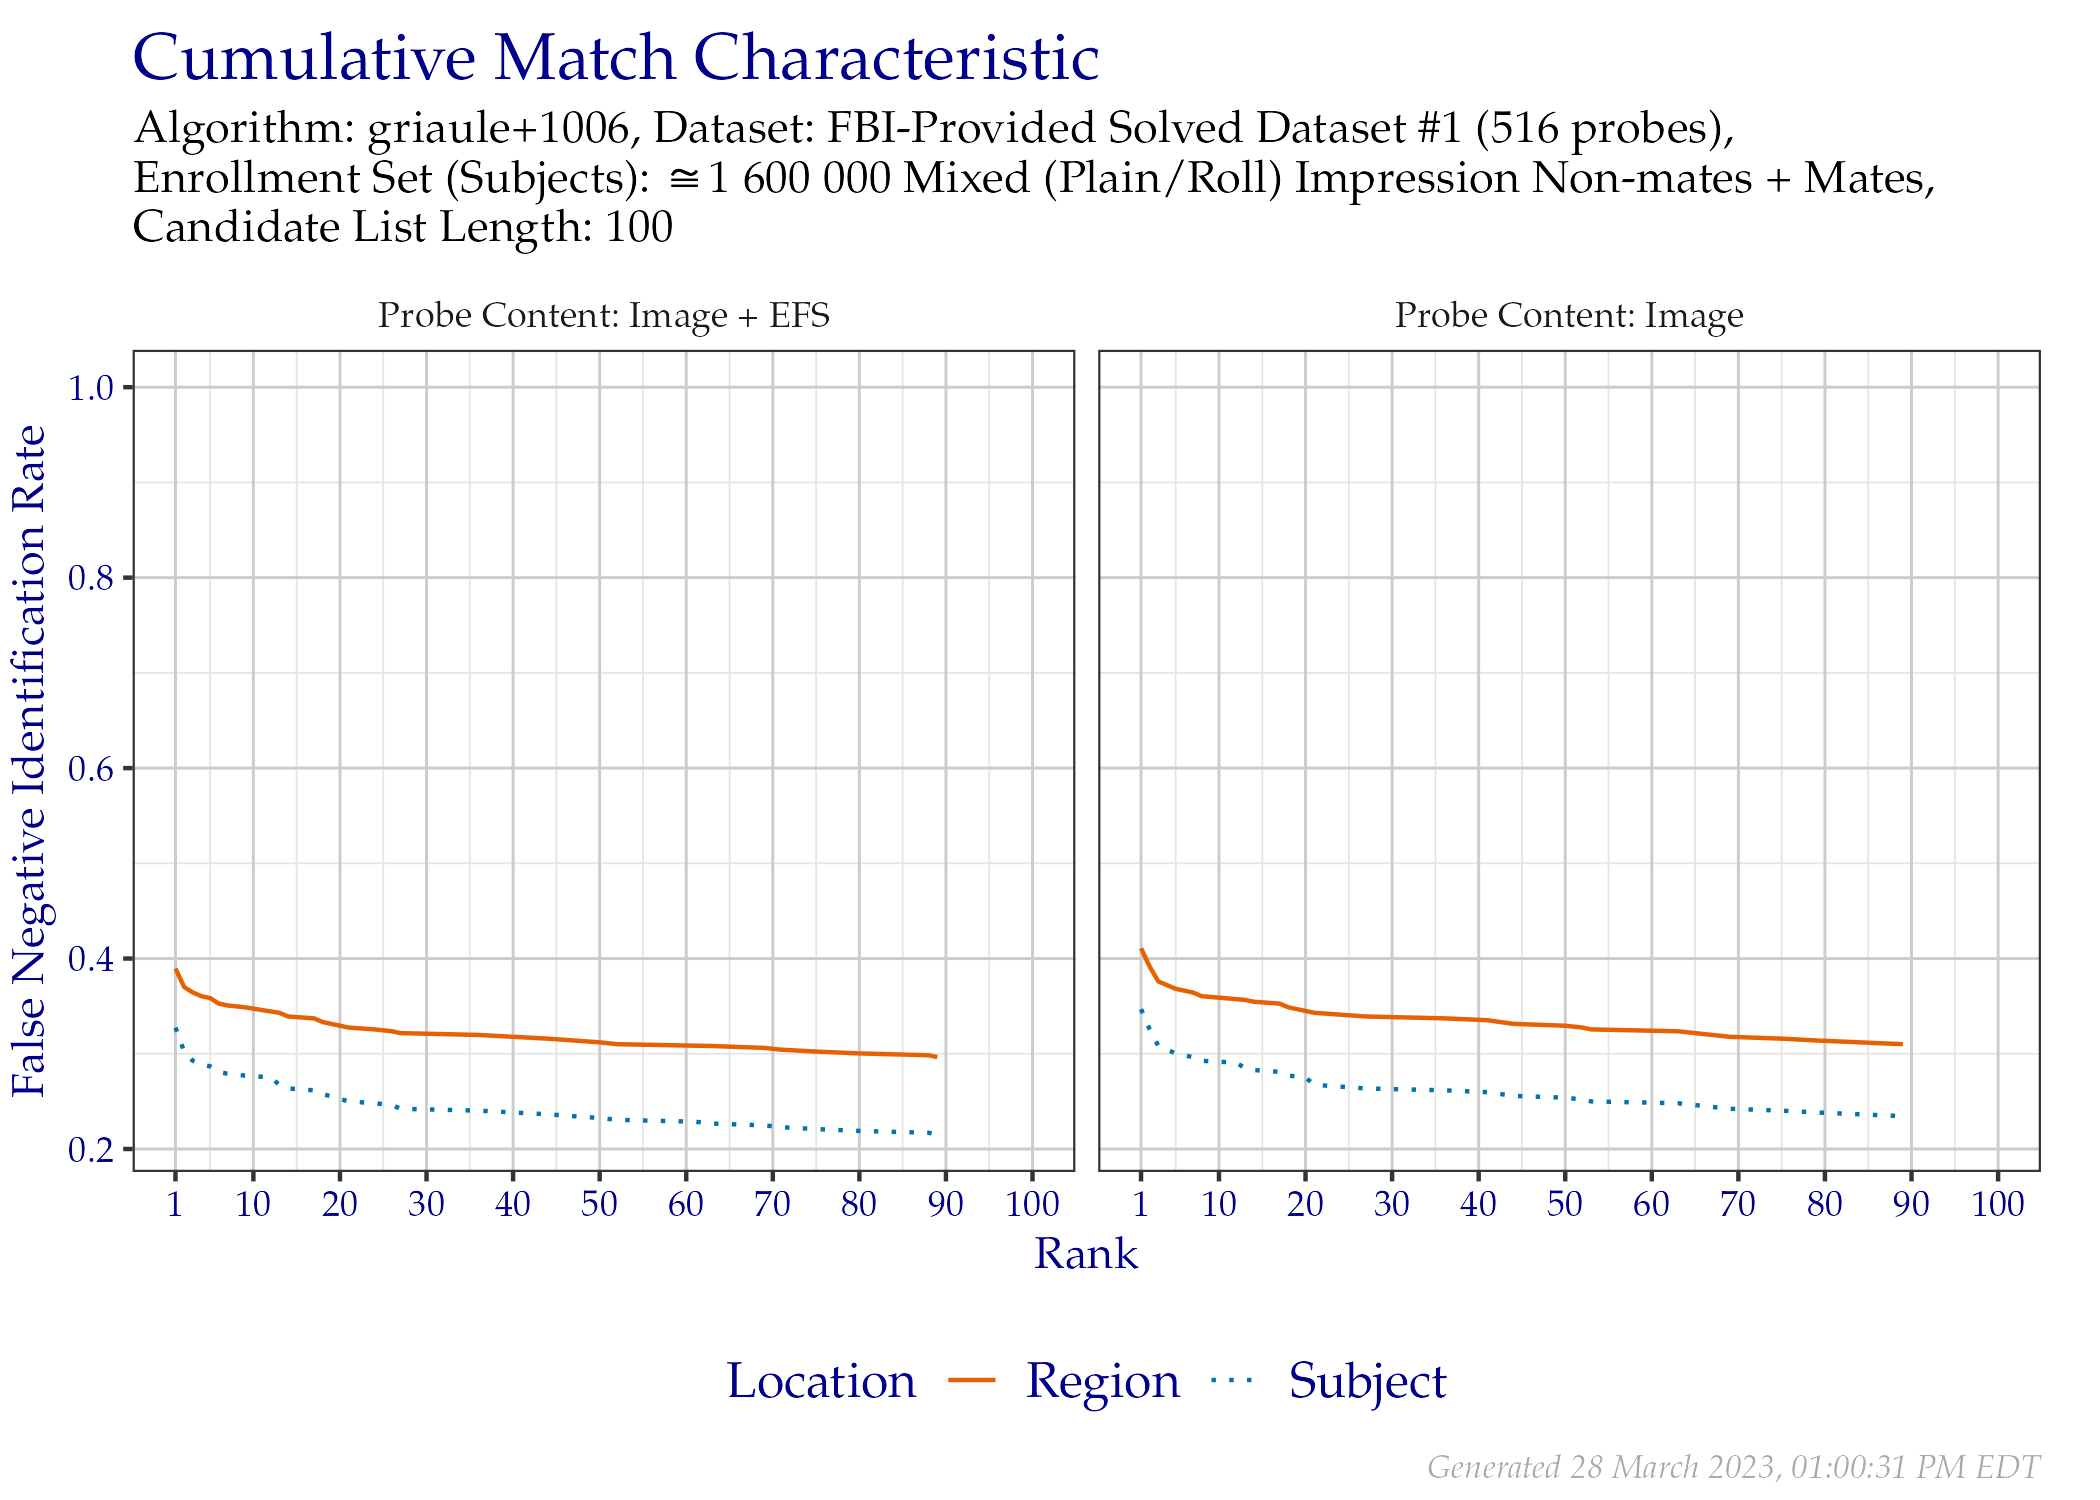 Cumulative Match Characteristic
Algorithm: griaule+1006, Dataset: FBI-Provided Solved Dataset #1 (516 probes),
Enrollment Set (Subjects): ≅1 600 000 Mixed (Plain/Roll) Impression Non-mates + Mates,
Candidate List Length: 100
Probe Content: Image + EFS
Probe Content: Image
False Negative Identification Rate
1.0
0.8
0.6
0.4
0.2
1 10 20 30 40 50 60 70 80 90 100
1 10 20 30 40 50 60 70 80 90 100
Rank
Location Region Subject
Generated 28 March 2023, 01:00:31 PM EDT